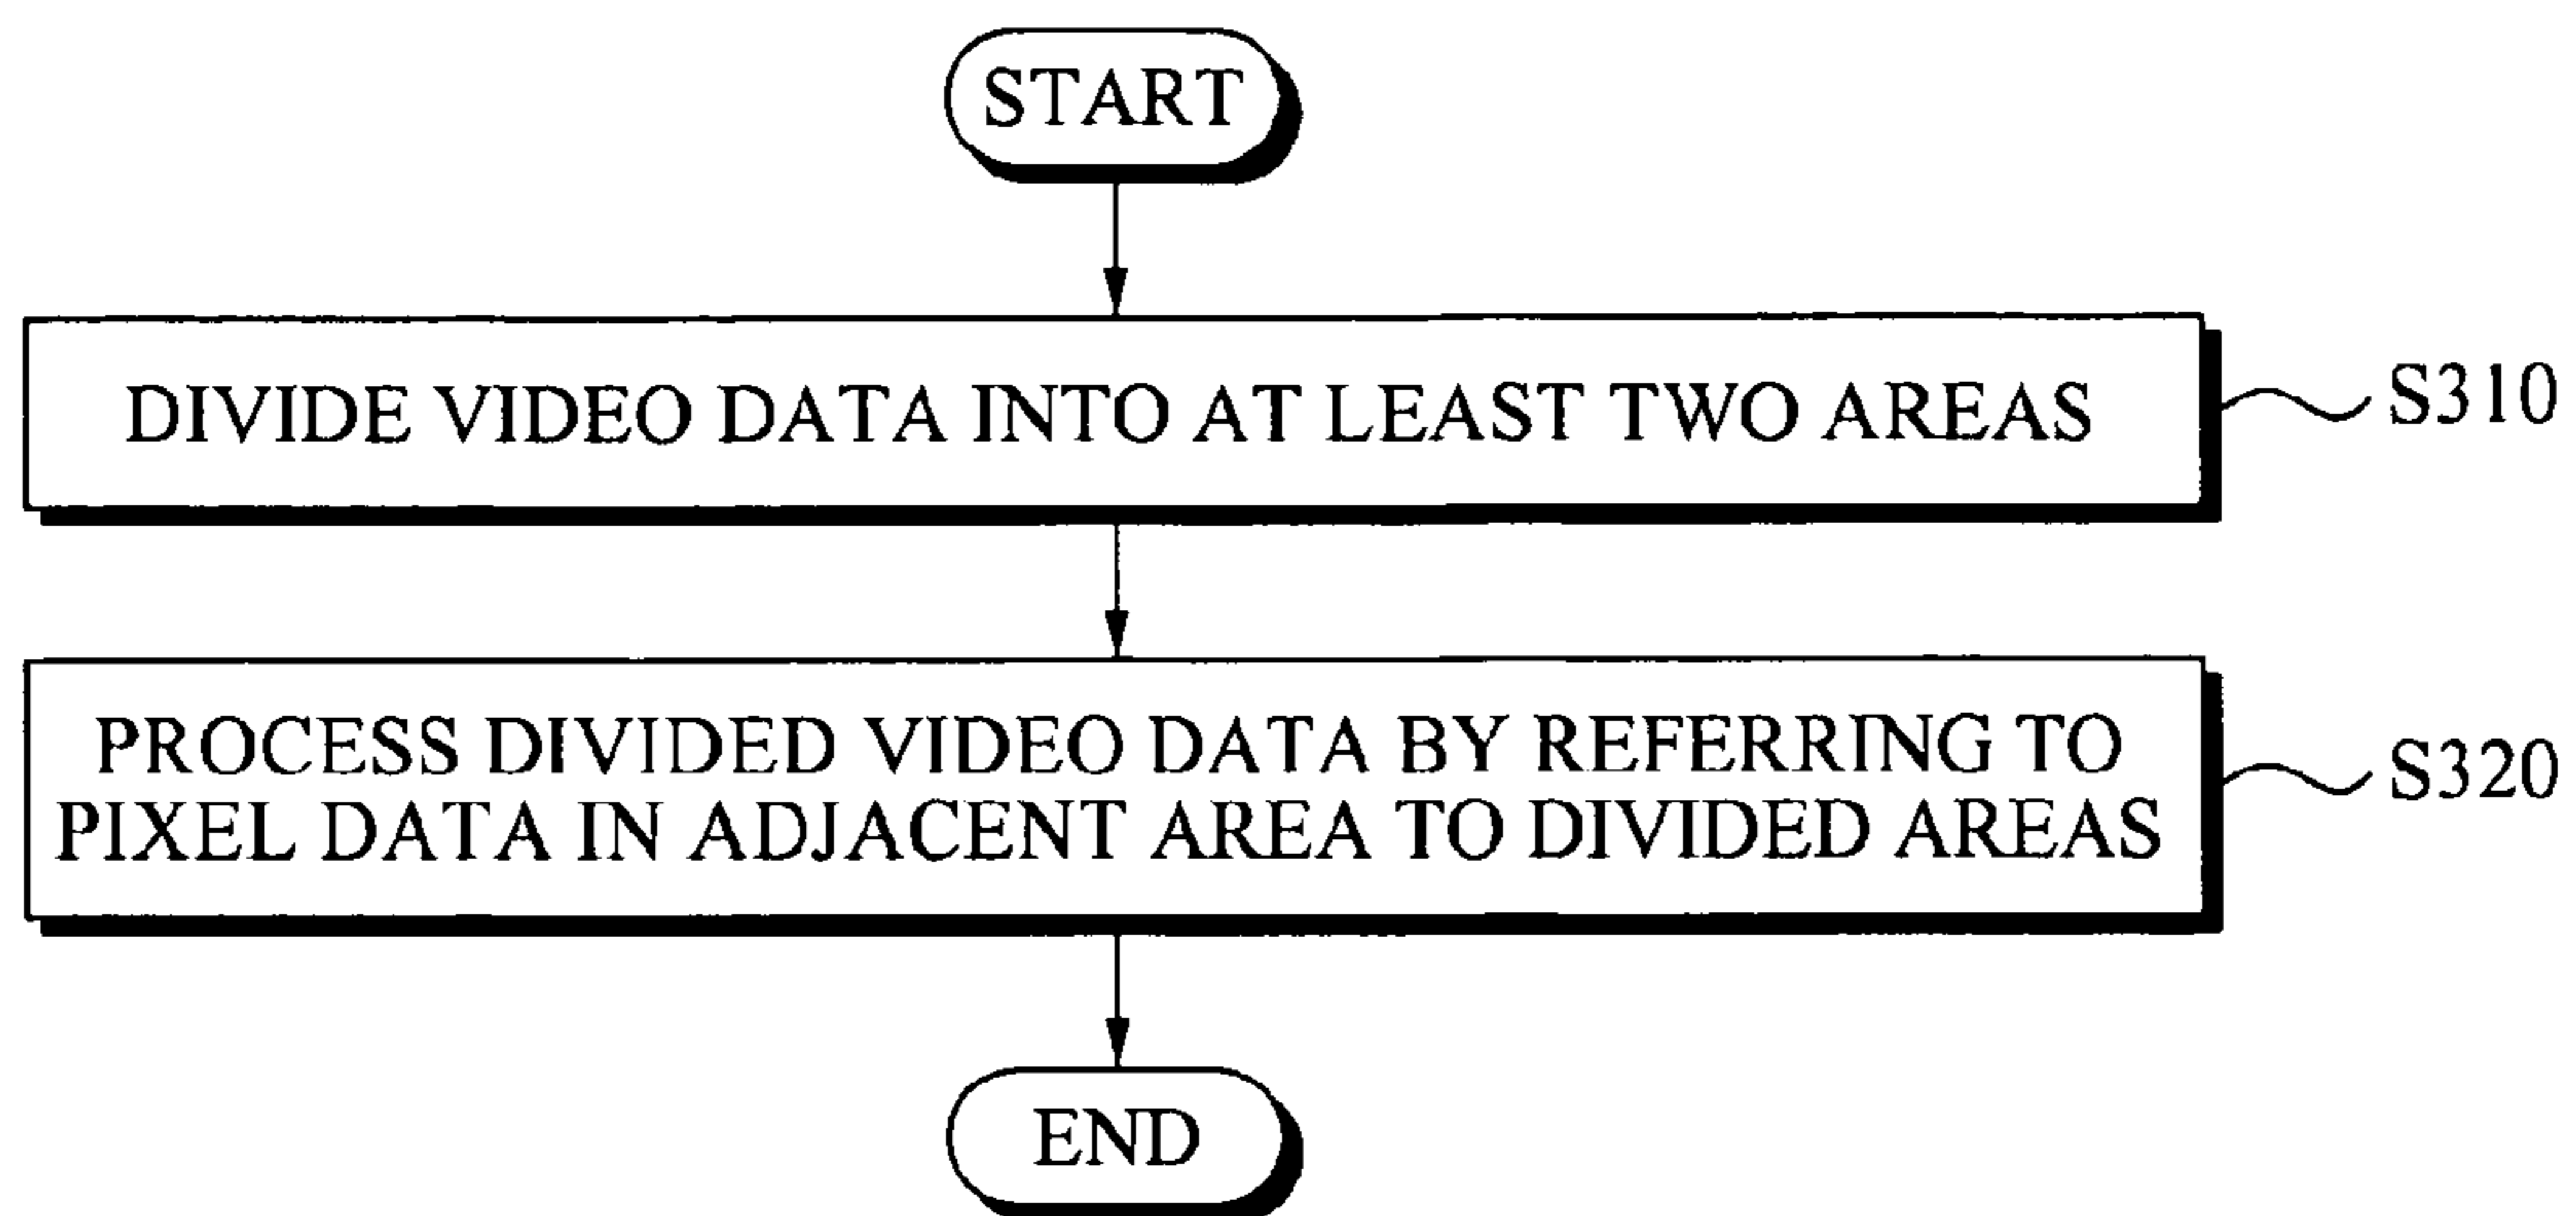 START
DIVIDE VIDEO DATA INTO AT LEAST TWO AREAS
S310
PROCESS DIVIDED VIDEO DATA BY REFERRING TO
PIXEL DATA IN ADJACENT AREA TO DIVIDED AREAS
S320
END